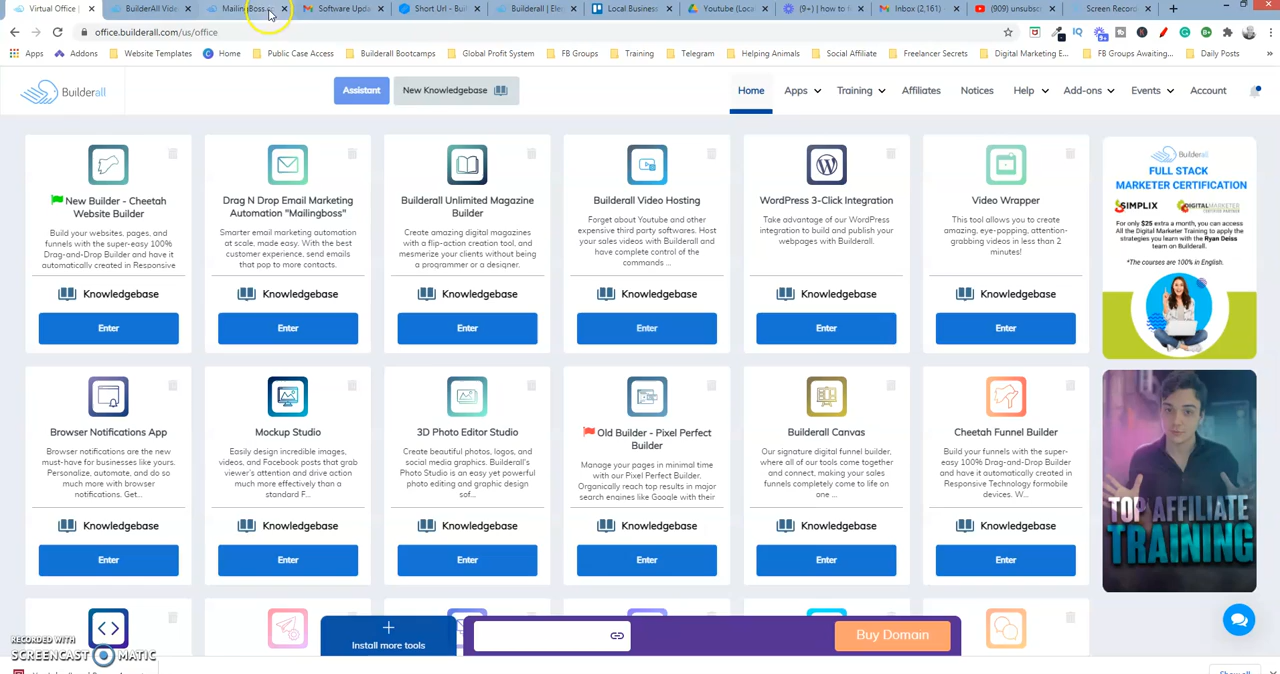 Virtual Office |
BuilderAll Vide
MailingBoss.co
Software Upda
Short Url - Buil
Builderall | Ele
Local Business
Youtube (Local
(9+) | how to f
Inbox (2,161) -
(909) unsubsc
Screen Record
office.builderall.com/us/office
Apps
Addons
Website Templates
Home
Public Case Access
Builderall Bootcamps
Global Profit System
FB Groups
Training
Telegram
Helping Animals
Social Affiliate
Freelancer Secrets
Digital Marketing E...
FB Groups Awaiting...
Daily Posts
Builderall
Assistant
New Knowledgebase
Home
Apps
Training
Affiliates
Notices
Help
Add-ons
Events
Account
New Builder - Cheetah
Website Builder
Build your websites, pages, and
funnels with the super-easy 100%
Drag-and-Drop Builder and have it
automatically created in Responsive
Knowledgebase
Enter
Drag N Drop Email Marketing
Automation "Mailingboss"
Smarter email marketing automation
at scale, made easy. With the best
customer experience, send emails
that pop to more contacts.
Knowledgebase
Enter
Builderall Unlimited Magazine
Builder
Create amazing digital magazines
with a flip-action creation tool, and
mesmerize your clients without being
a programmer or a designer.
Knowledgebase
Enter
Builderall Video Hosting
Forget about Youtube and other
expensive third party softwares. Host
your sales videos with Builderall and
have complete control of the
commands ...
Knowledgebase
Enter
WordPress 3-Click Integration
Take advantage of our WordPress
integration to build and publish your
webpages with Builderall.
Knowledgebase
Enter
Video Wrapper
This tool allows you to create
amazing, eye-popping, attention-
grabbing videos in less than 2
minutes!
Knowledgebase
Enter
Builderall
FULL STACK
MARKETER CERTIFICATION
SIMPLIX
DIGITALMARKETER
CERTIFIED PARTNER
For only $25 extra a month, you can access
All the Digital Marketer Training to apply the
strategies you learn with the Ryan Deiss
team on Builderall.
*The courses are 100% in English.
Browser Notifications App
Browser notifications are the new
must-have for businesses like yours.
Personalize, automate, and do so
much more with browser
notifications. Get...
Knowledgebase
Enter
Mockup Studio
Easily design incredible images,
videos, and Facebook posts that grab
viewer's attention and drive action
much more effectively than a
standard F...
Knowledgebase
Enter
3D Photo Editor Studio
Create beautiful photos, logos, and
social media graphics. Builderall's
Photo Studio is an easy yet powerful
photo editing and graphic design
sof...
Knowledgebase
Enter
Old Builder - Pixel Perfect
Builder
Manage your pages in minimal time
with our Pixel Perfect Builder.
Organically reach top results in major
search engines like Google with their
Knowledgebase
Enter
Builderall Canvas
Our signature digital funnel builder,
where all of our tools come together
and connect, making your sales
funnels completely come to life on
one ...
Knowledgebase
Enter
Cheetah Funnel Builder
Build your funnels with the super-
easy 100% Drag-and-Drop Builder
and have it automatically created in
Responsive Technology formobile
devices. W...
Knowledgebase
Enter
TOP AFFILIATE
TRAINING
Install more tools
Buy Domain
RECORDED WITH
SCREENCAST MATIC
Show all